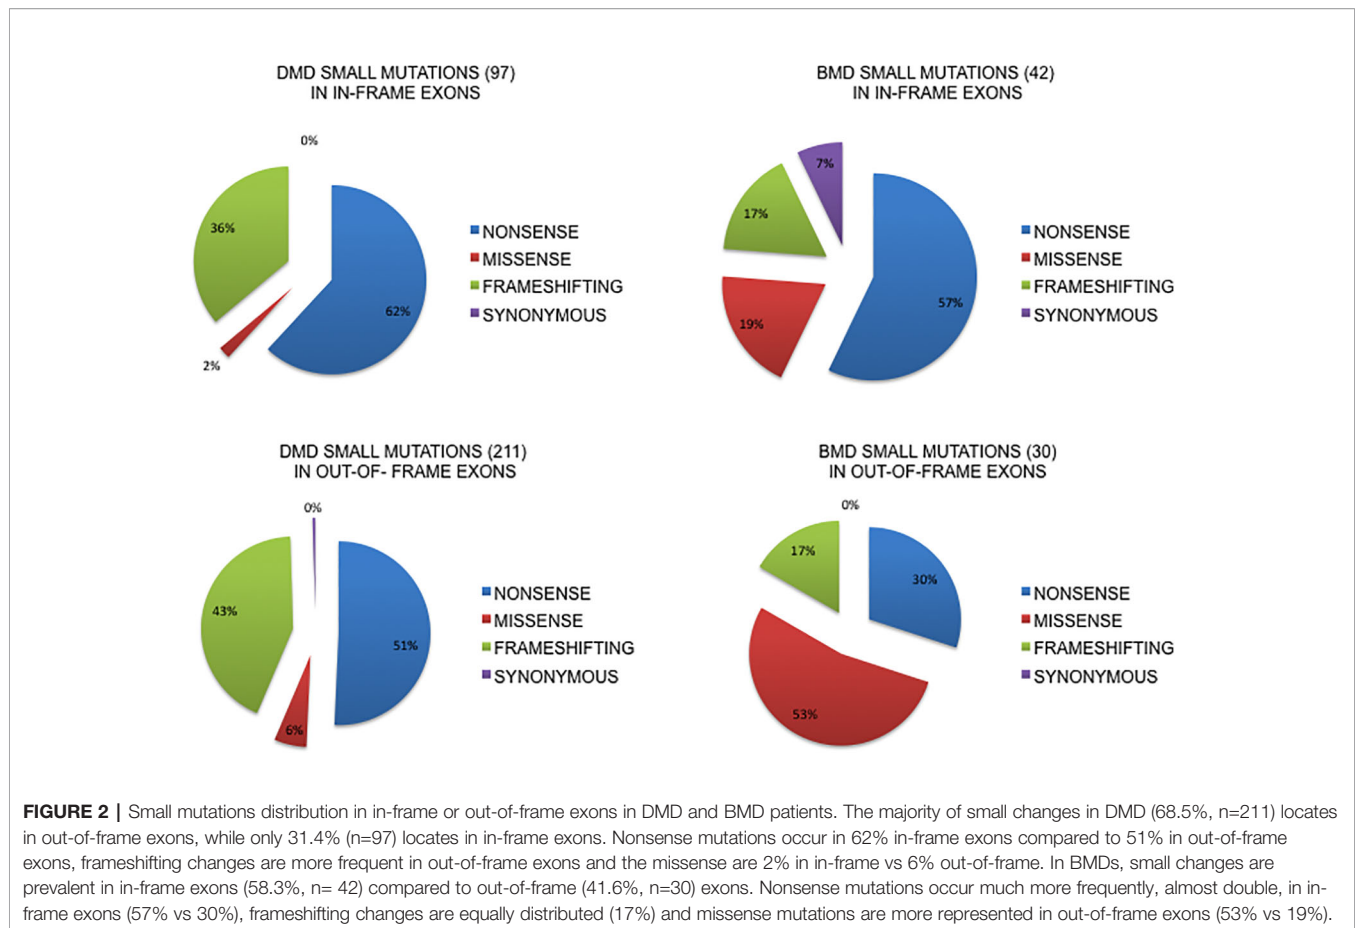 DMD SMALL MUTATIONS (97)
IN IN-FRAME EXONS
0%
36%
62%
2%
NONSENSE
MISSENSE
FRAMESHIFTING
SYNONYMOUS
BMD SMALL MUTATIONS (42)
IN IN-FRAME EXONS
7%
17%
19%
57%
NONSENSE
MISSENSE
FRAMESHIFTING
SYNONYMOUS
DMD SMALL MUTATIONS (211)
IN OUT-OF- FRAME EXONS
0%
43%
51%
6%
NONSENSE
MISSENSE
FRAMESHIFTING
SYNONYMOUS
BMD SMALL MUTATIONS (30)
IN OUT-OF-FRAME EXONS
0%
17%
30%
53%
NONSENSE
MISSENSE
FRAMESHIFTING
SYNONYMOUS
FIGURE 2 | Small mutations distribution in in-frame or out-of-frame exons in DMD and BMD patients. The majority of small changes in DMD (68.5%, n=211) locates
in out-of-frame exons, while only 31.4% (n=97) locates in in-frame exons. Nonsense mutations occur in 62% in-frame exons compared to 51% in out-of-frame
exons, frameshifting changes are more frequent in out-of-frame exons and the missense are 2% in in-frame vs 6% out-of-frame. In BMDs, small changes are
prevalent in in-frame exons (58.3%, n= 42) compared to out-of-frame (41.6%, n=30) exons. Nonsense mutations occur much more frequently, almost double, in in-
frame exons (57% vs 30%), frameshifting changes are equally distributed (17%) and missense mutations are more represented in out-of-frame exons (53% vs 19%).